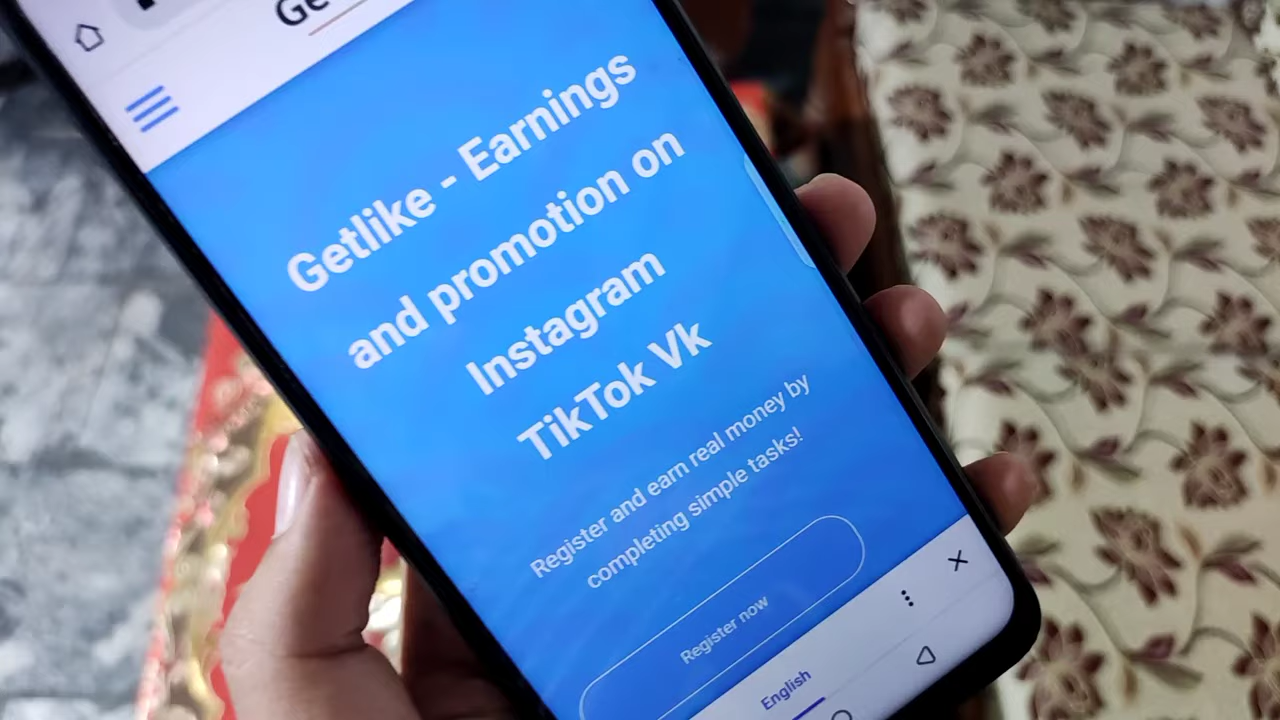 Getlike - Earnings
and promotion on
Instagram
TikTok Vk
Register and earn real money by
completing simple tasks!
Register now
English